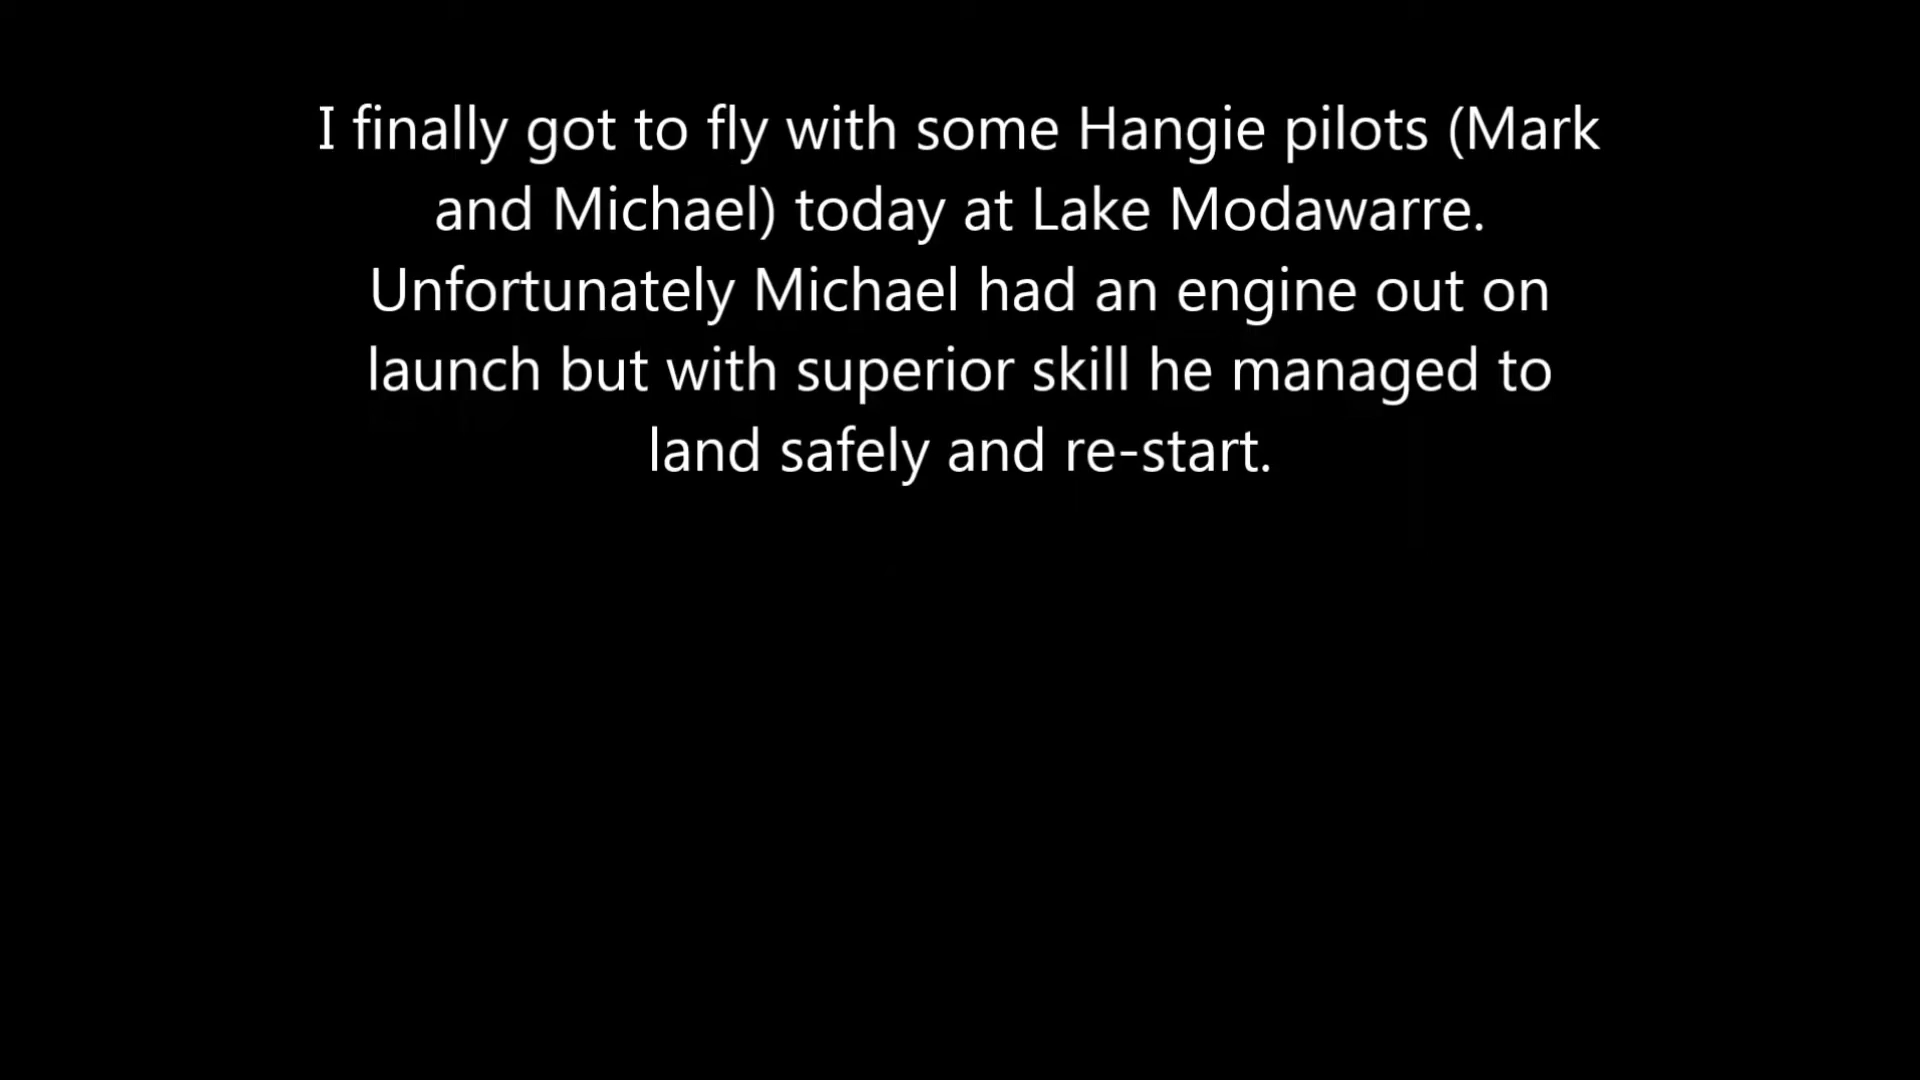 I finally got to fly with some Hangie pilots (Mark
and Michael) today at Lake Modawarre.
Unfortunately Michael had an engine out on
launch but with superior skill he managed to
land safely and re-start.